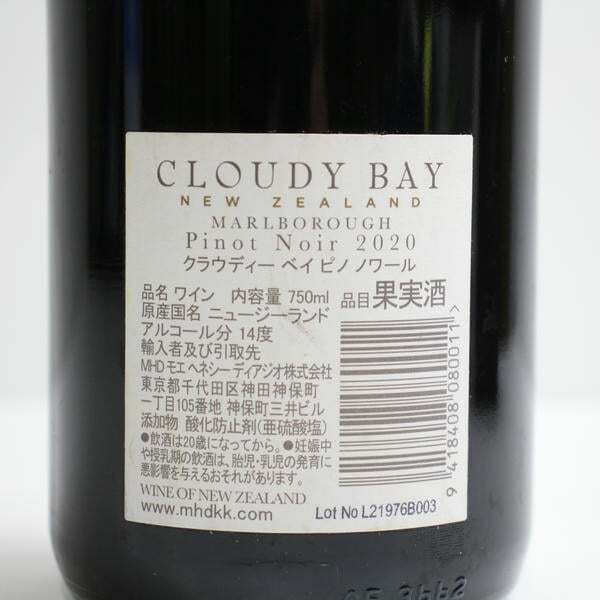 CLOUDY BAY
NEW ZEALAND
MARLBOROUGH
Pinot Noir 2020
クラウディー ベイ ピノ ノワール
品名 ワイン 内容量 750ml 品目 果実酒
原産国名 ニュージーランド
アルコール分 14度
輸入者及び引取先
MHD モエ ヘネシー ディアジオ株式会社
東京都千代田区神田神保町
一丁目105番地 神保町三井ビル
添加物 酸化防止剤(亜硫酸塩)
●飲酒は20歳になってから。●妊娠中
や授乳期の飲酒は、胎児・乳児の発育に
悪影響を与えるおそれがあります。
WINE OF NEW ZEALAND
www.mhdkk.com
Lot No L21976B003
9 418408 080011>